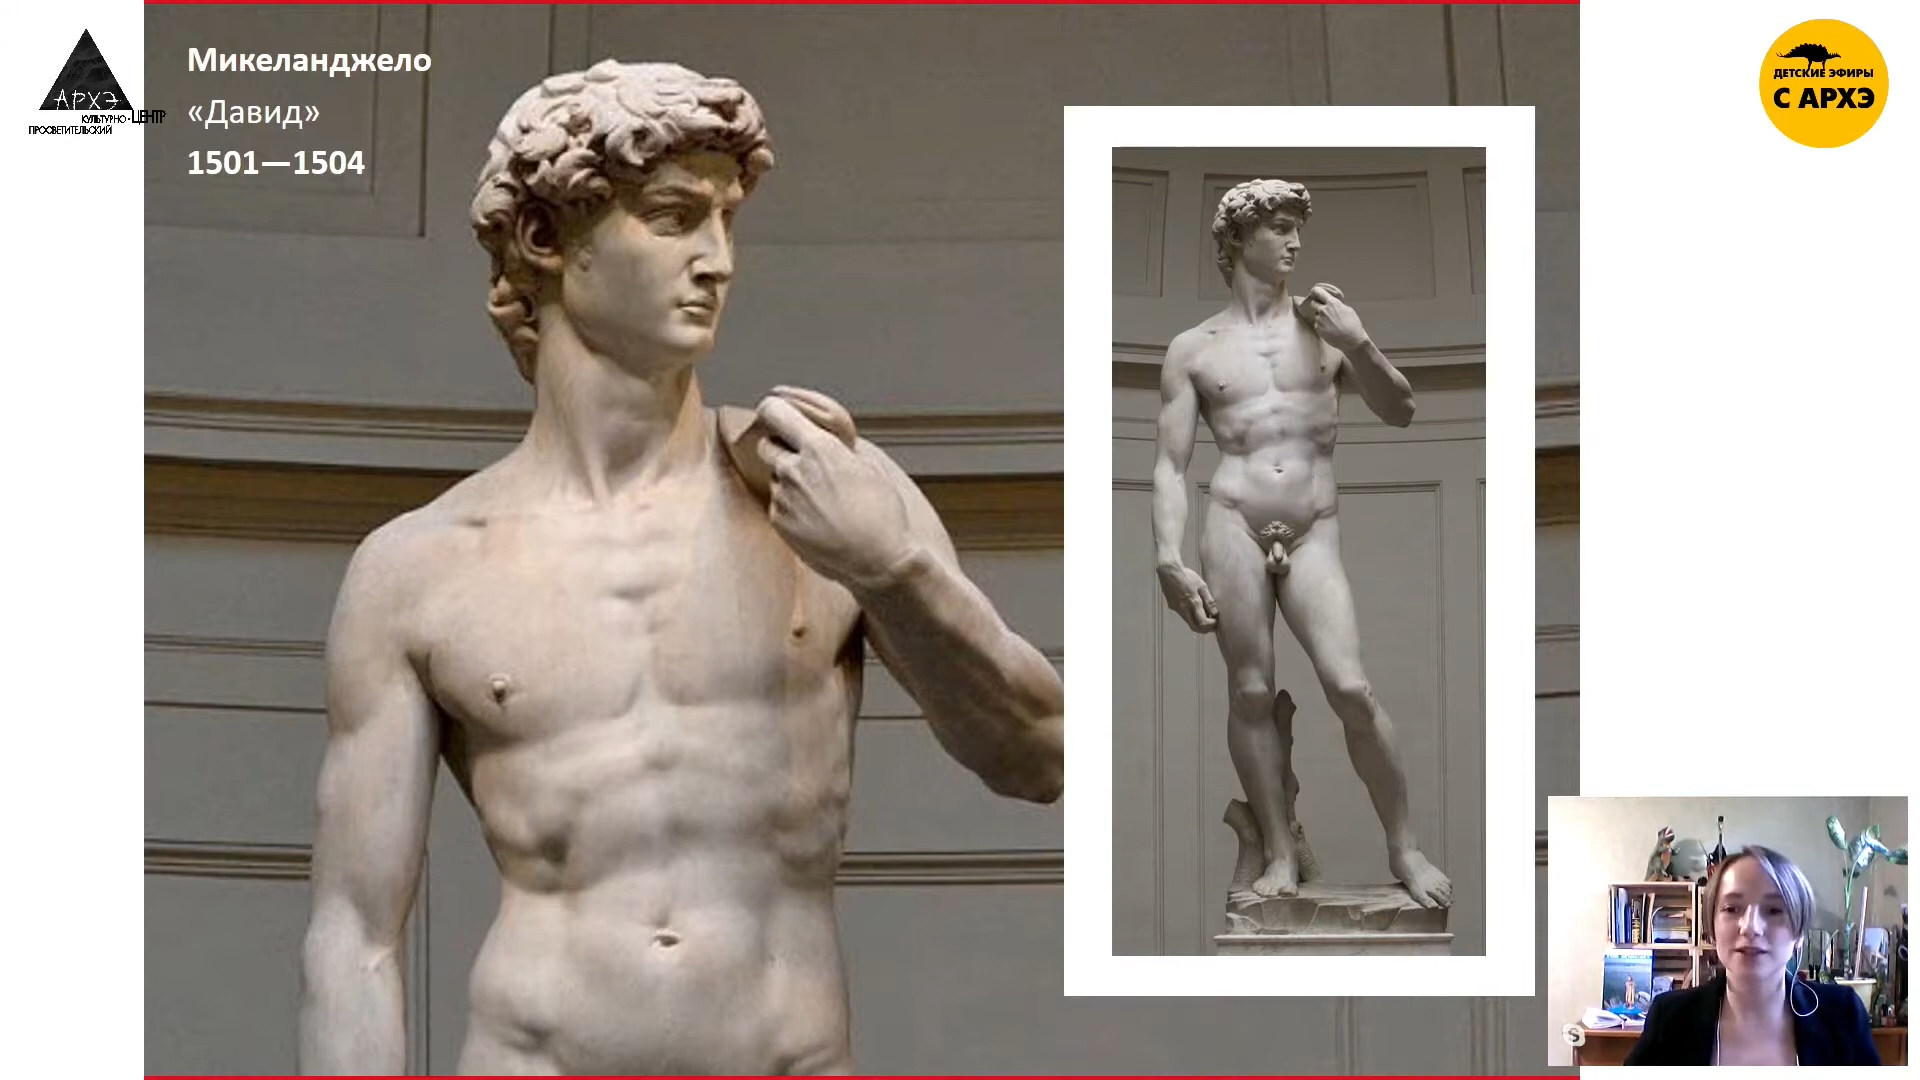 Микеланджело
«Давид»
1501—1504
АРХЭ
КУЛЬТУРНО-ЦЕНТР
ПРОСВЕТИТЕЛЬСКИЙ
ДЕТСКИЕ ЭФИРЫ
С АРХЭ
S